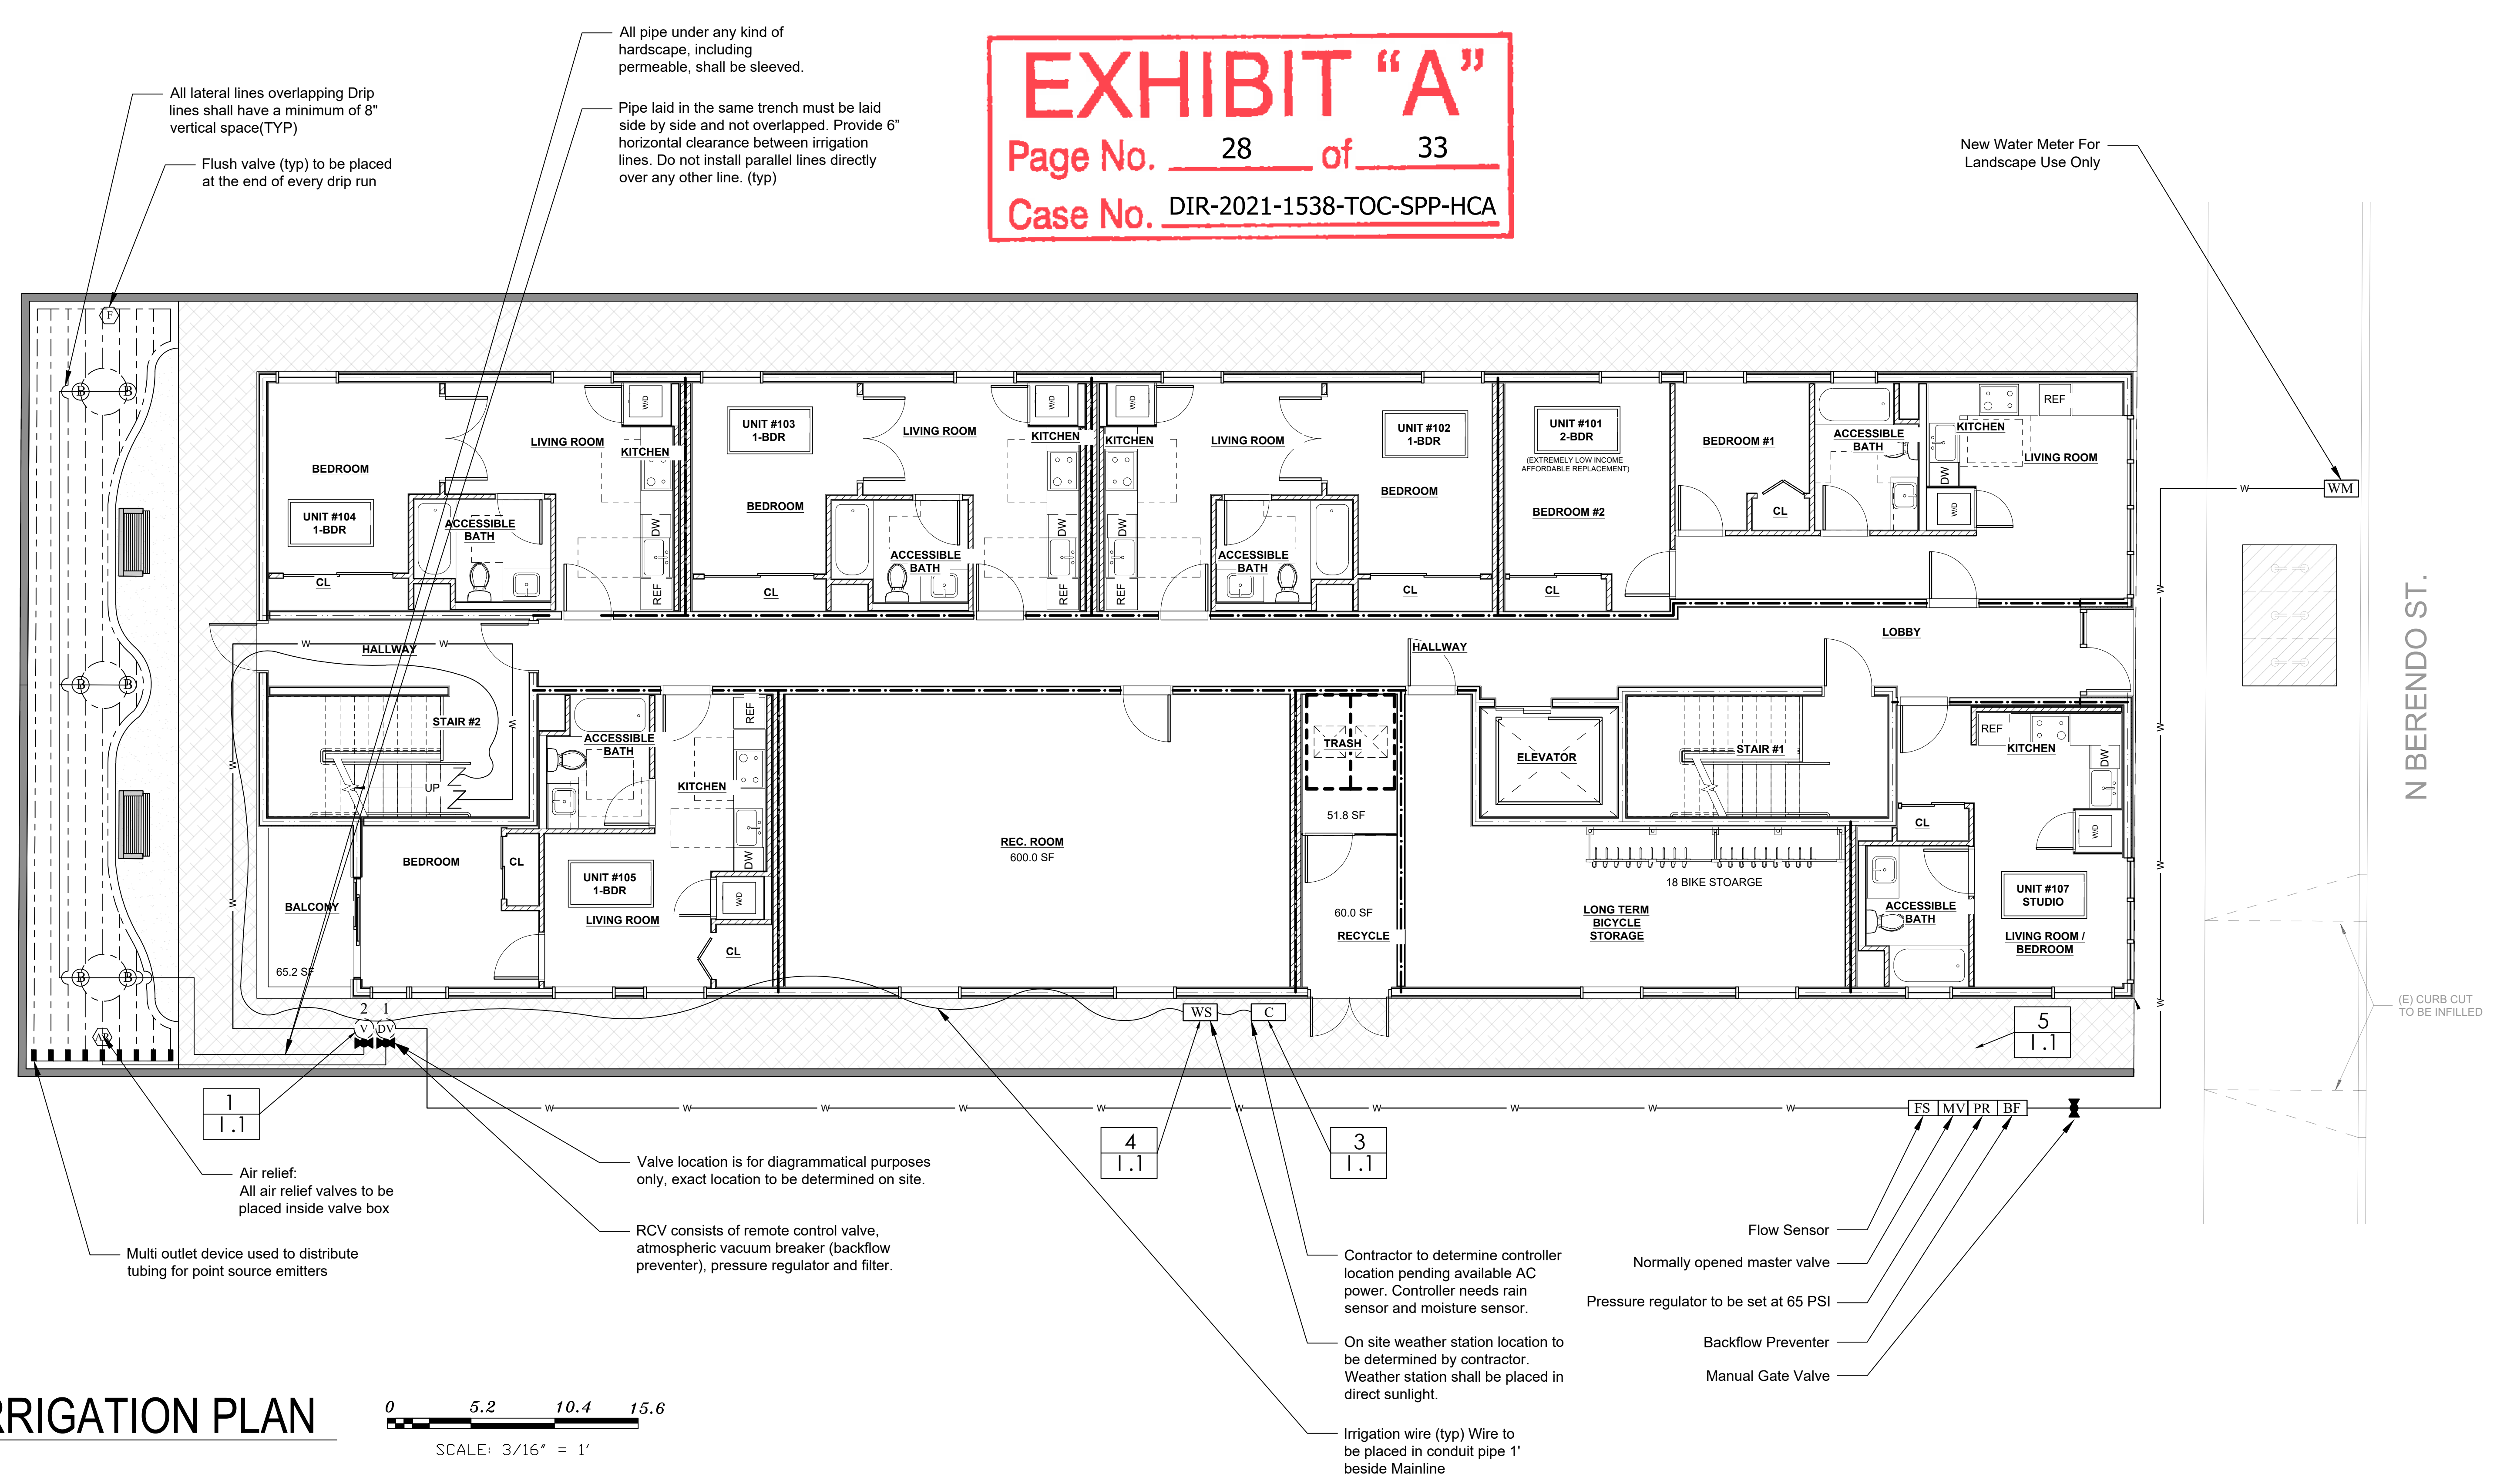 All pipe under any kind of
hardscape, including
permeable, shall be sleeved.
All lateral lines overlapping Drip
lines shall have a minimum of 8"
vertical space(TYP)
Pipe laid in the same trench must be laid
side by side and not overlapped. Provide 6"
horizontal clearance between irrigation
lines. Do not install parallel lines directly
over any other line. (typ)
Flush valve (typ) to be placed
at the end of every drip run
EXHIBIT “A”
Page No. 28 of 33
Case No. DIR-2021-1538-TOC-SPP-HCA
New Water Meter For
Landscape Use Only
F
B B
BEDROOM
UNIT #104
1-BDR
CL
ACCESSIBLE
BATH
LIVING ROOM
W/D
KITCHEN
DW
REF
UNIT #103
1-BDR
BEDROOM
CL
LIVING ROOM
ACCESSIBLE
BATH
W/D
KITCHEN
DW
REF
W/D
KITCHEN
DW
REF
LIVING ROOM
ACCESSIBLE
BATH
UNIT #102
1-BDR
BEDROOM
CL
UNIT #101
2-BDR
(EXTREMELY LOW INCOME
AFFORDABLE REPLACEMENT)
BEDROOM #2
CL
BEDROOM #1
CL
ACCESSIBLE
BATH
KITCHEN
REF
DW
W/D
LIVING ROOM
W
WM
W
N BERENDO ST.
W
HALLWAY
W
HALLWAY
LOBBY
B B
STAIR #2
W
W
UP
ACCESSIBLE
BATH
REF
KITCHEN
DW
W/D
TRASH
51.8 SF
ELEVATOR
STAIR #1
REF
KITCHEN
DW
W/D
CL
W
BEDROOM
CL
UNIT #105
1-BDR
LIVING ROOM
CL
REC. ROOM
600.0 SF
60.0 SF
RECYCLE
18 BIKE STOARGE
LONG TERM
BICYCLE
STORAGE
ACCESSIBLE
BATH
UNIT #107
STUDIO
LIVING ROOM /
BEDROOM
W
W
BALCONY
65.2 SF
B B
W
(E) CURB CUT
TO BE INFILLED
2 1
V DV
AR
WS
C
5
I.1
W W W W W W W W W W
FS MV PR BF
1
I.1
4
I.1
3
I.1
Air relief:
All air relief valves to be
placed inside valve box
Valve location is for diagrammatical purposes
only, exact location to be determined on site.
RCV consists of remote control valve,
atmospheric vacuum breaker (backflow
preventer), pressure regulator and filter.
Multi outlet device used to distribute
tubing for point source emitters
Contractor to determine controller
location pending available AC
power. Controller needs rain
sensor and moisture sensor.
On site weather station location to
be determined by contractor.
Weather station shall be placed in
direct sunlight.
Irrigation wire (typ) Wire to
be placed in conduit pipe 1'
beside Mainline
Flow Sensor
Normally opened master valve
Pressure regulator to be set at 65 PSI
Backflow Preventer
Manual Gate Valve
RRIGATION PLAN
0 5.2 10.4 15.6
SCALE: 3/16" = 1'